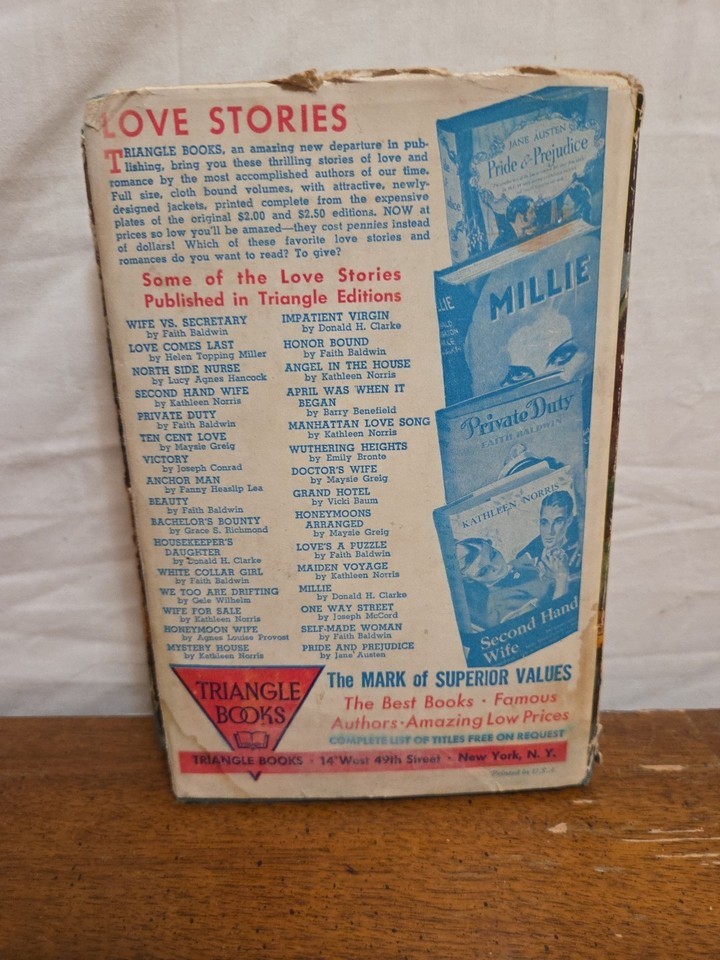 LOVE STORIES
TRIANGLE BOOKS, an amazing new departure in pub-
lishing, bring you these thrilling stories of love and
romance by the most accomplished authors of our time.
Full size, cloth bound volumes, with attractive, newly-
designed jackets, printed complete from the expensive
plates of the original $2.00 and $2.50 editions. NOW at
prices so low you'll be amazed—they cost pennies instead
of dollars! Which of these favorite love stories and
romances do you want to read? To give?
Some of the Love Stories
Published in Triangle Editions
WIFE VS. SECRETARY
by Faith Baldwin
LOVE COMES LAST
by Helen Topping Miller
NORTH SIDE NURSE
by Lucy Agnes Hancock
SECOND HAND WIFE
by Kathleen Norris
PRIVATE DUTY
by Faith Baldwin
TEN CENT LOVE
by Maysie Greig
VICTORY
by Joseph Conrad
ANCHOR MAN
by Fanny Heaslip Lea
BEAUTY
by Faith Baldwin
BACHELOR'S BOUNTY
by Grace S. Richmond
HOUSEKEEPER'S
DAUGHTER
by Donald H. Clarke
WHITE COLLAR GIRL
by Faith Baldwin
WE TOO ARE DRIFTING
by Gale Wilhelm
WIFE FOR SALE
by Kathleen Norris
HONEYMOON WIFE
by Agnes Louise Provost
MYSTERY HOUSE
by Kathleen Norris
IMPATIENT VIRGIN
by Donald H. Clarke
HONOR BOUND
by Faith Baldwin
ANGEL IN THE HOUSE
by Kathleen Norris
APRIL WAS WHEN IT
BEGAN
by Barry Benefield
MANHATTAN LOVE SONG
by Kathleen Norris
WUTHERING HEIGHTS
by Emily Bronte
DOCTOR'S WIFE
by Maysie Greig
GRAND HOTEL
by Vicki Baum
HONEYMOONS
ARRANGED
by Maysie Greig
LOVE'S A PUZZLE
by Faith Baldwin
MAIDEN VOYAGE
by Kathleen Norris
MILLIE
by Donald H. Clarke
ONE WAY STREET
by Joseph McCord
SELF-MADE WOMAN
by Faith Baldwin
PRIDE AND PREJUDICE
by Jane Austen
JANE AUSTEN
Pride & Prejudice
MILLIE
Private Duty
FAITH BALDWIN
KATHLEEN NORRIS
Second Hand
Wife
TRIANGLE
BOOKS
The MARK of SUPERIOR VALUES
The Best Books · Famous
Authors · Amazing Low Prices
COMPLETE LIST OF TITLES FREE ON REQUEST
TRIANGLE BOOKS · 14 West 49th Street · New York, N. Y.
Printed in U.S.A.